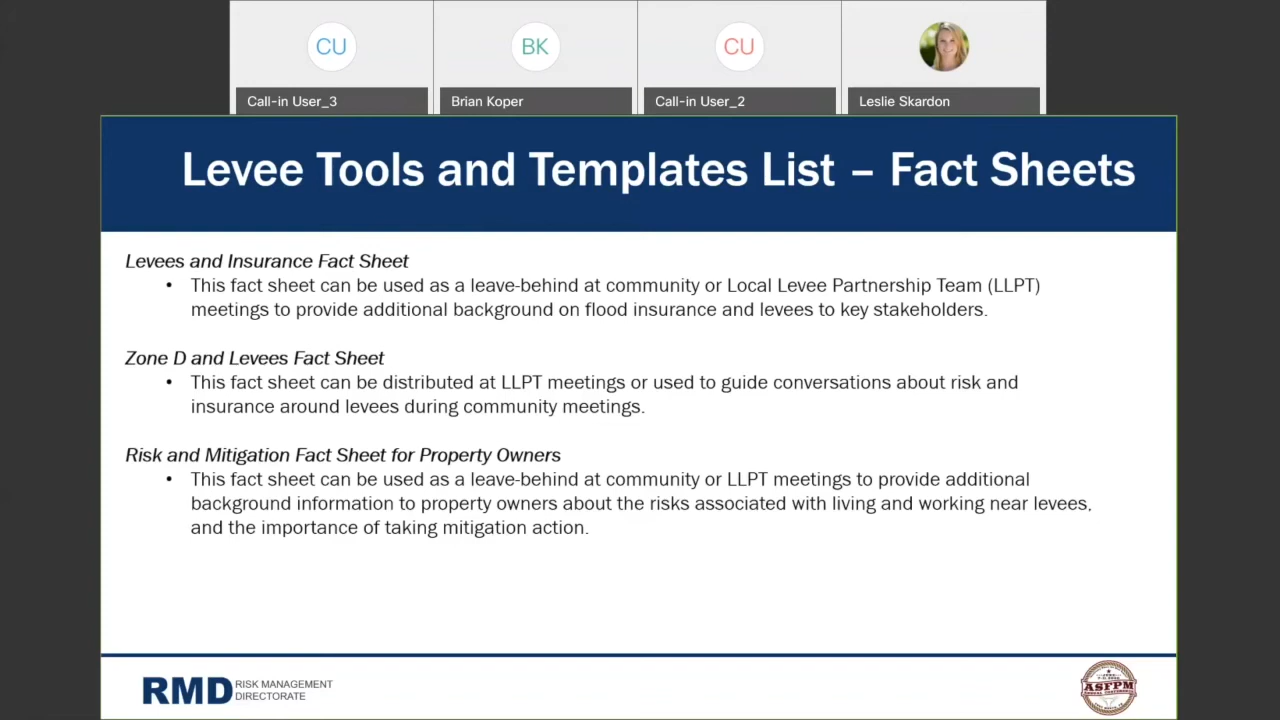 CU
BK
CU
Call-in User_3
Brian Koper
Call-in User_2
Leslie Skardon
Levee Tools and Templates List – Fact Sheets
Levees and Insurance Fact Sheet
• This fact sheet can be used as a leave-behind at community or Local Levee Partnership Team (LLPT)
meetings to provide additional background on flood insurance and levees to key stakeholders.
Zone D and Levees Fact Sheet
• This fact sheet can be distributed at LLPT meetings or used to guide conversations about risk and
insurance around levees during community meetings.
Risk and Mitigation Fact Sheet for Property Owners
• This fact sheet can be used as a leave-behind at community or LLPT meetings to provide additional
background information to property owners about the risks associated with living and working near levees,
and the importance of taking mitigation action.
RMD
RISK MANAGEMENT
DIRECTORATE
ASFPM